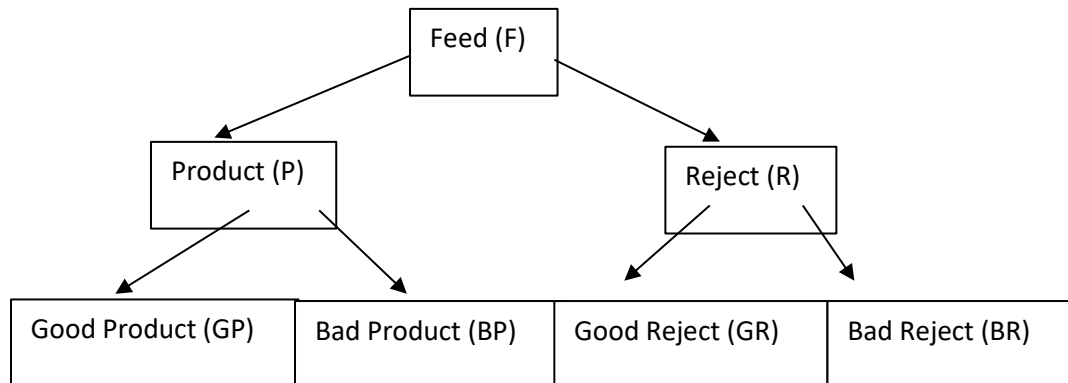 Feed (F)
Product (P)
Reject (R)
Good Product (GP)
Bad Product (BP)
Good Reject (GR)
Bad Reject (BR)